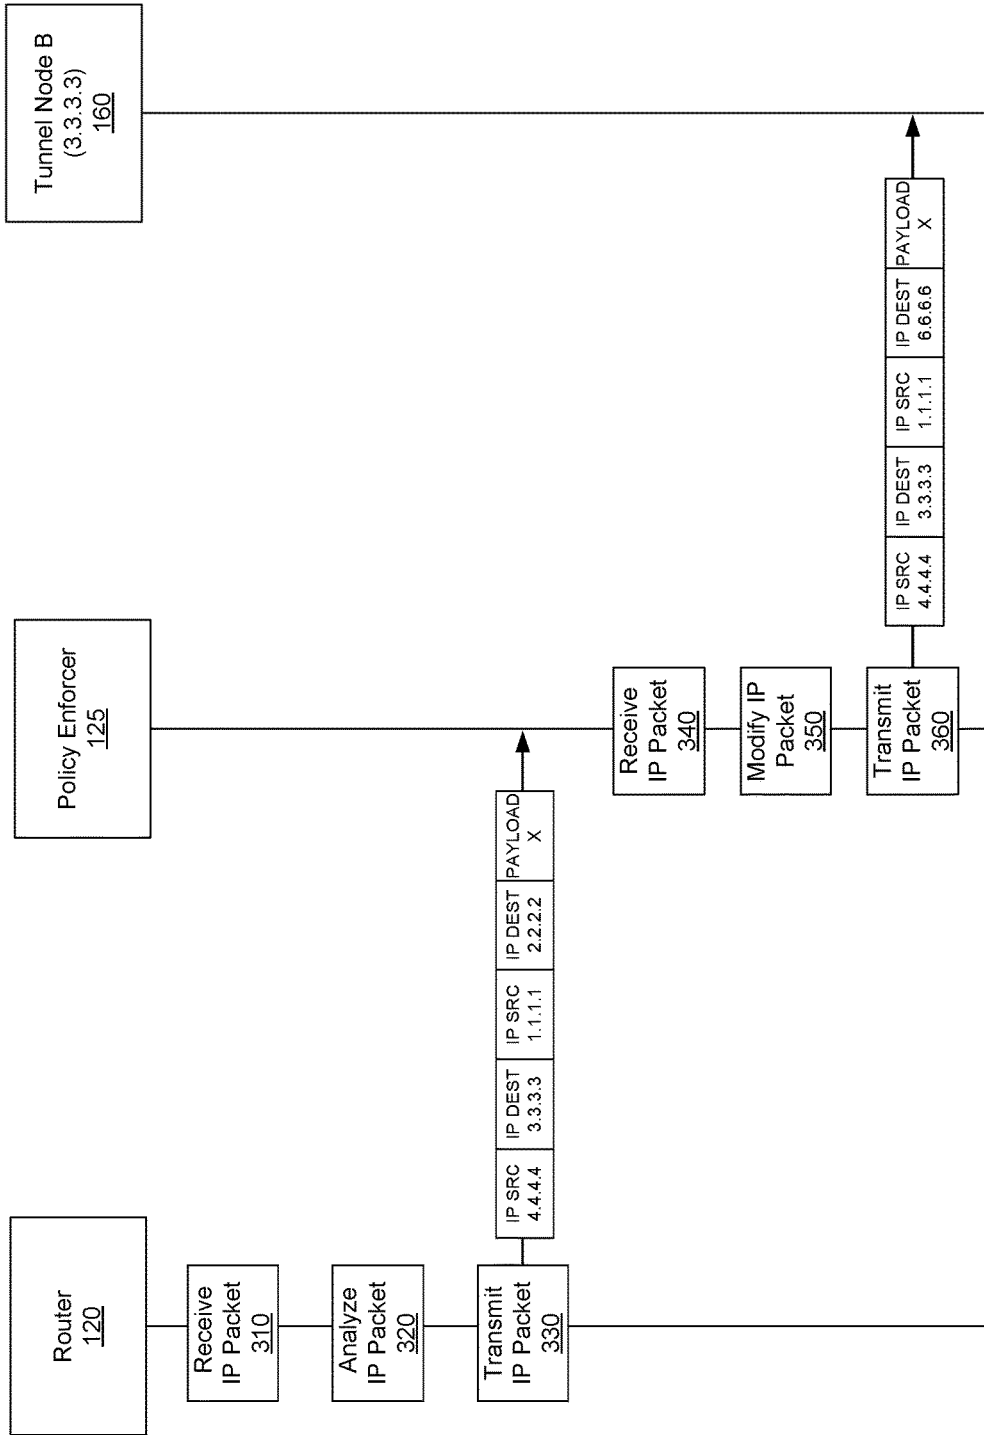 Router
120
Policy Enforcer
125
Tunnel Node B
(3.3.3.3)
160
Receive
IP Packet
310
Analyze
IP Packet
320
Transmit
IP Packet
330
IP SRC
4.4.4.4
IP DEST
3.3.3.3
IP SRC
1.1.1.1
IP DEST
2.2.2.2
PAYLOAD
X
Receive
IP Packet
340
Modify IP
Packet
350
Transmit
IP Packet
360
IP SRC
4.4.4.4
IP DEST
3.3.3.3
IP SRC
1.1.1.1
IP DEST
6.6.6.6
PAYLOAD
X